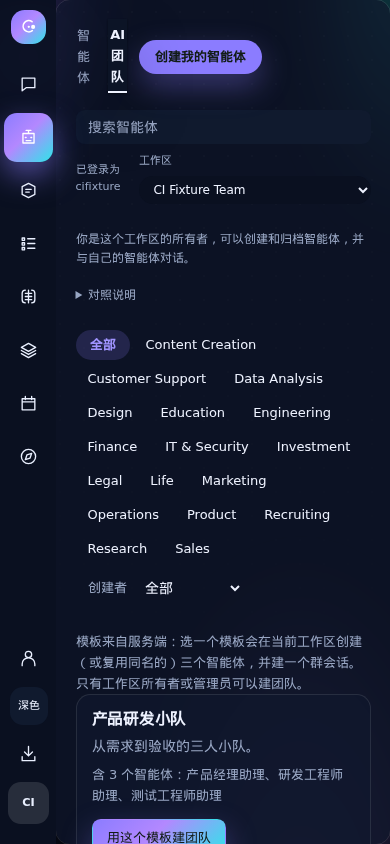 智能体
AI团队
创建我的智能体
搜索智能体
已登录为
cifixture
工作区
CI Fixture Team
你是这个工作区的所有者，可以创建和归档智能体，并
与自己的智能体对话。
对照说明
全部 Content Creation
Customer Support Data Analysis
Design Education Engineering
Finance IT & Security Investment
Legal Life Marketing
Operations Product Recruiting
Research Sales
创建者 全部
模板来自服务端：选一个模板会在当前工作区创建
（或复用同名的）三个智能体，并建一个群会话。
只有工作区所有者或管理员可以建团队。
产品研发小队
从需求到验收的三人小队。
含 3 个智能体：产品经理助理、研发工程师
助理、测试工程师助理
用这个模板建团队
深色
CI